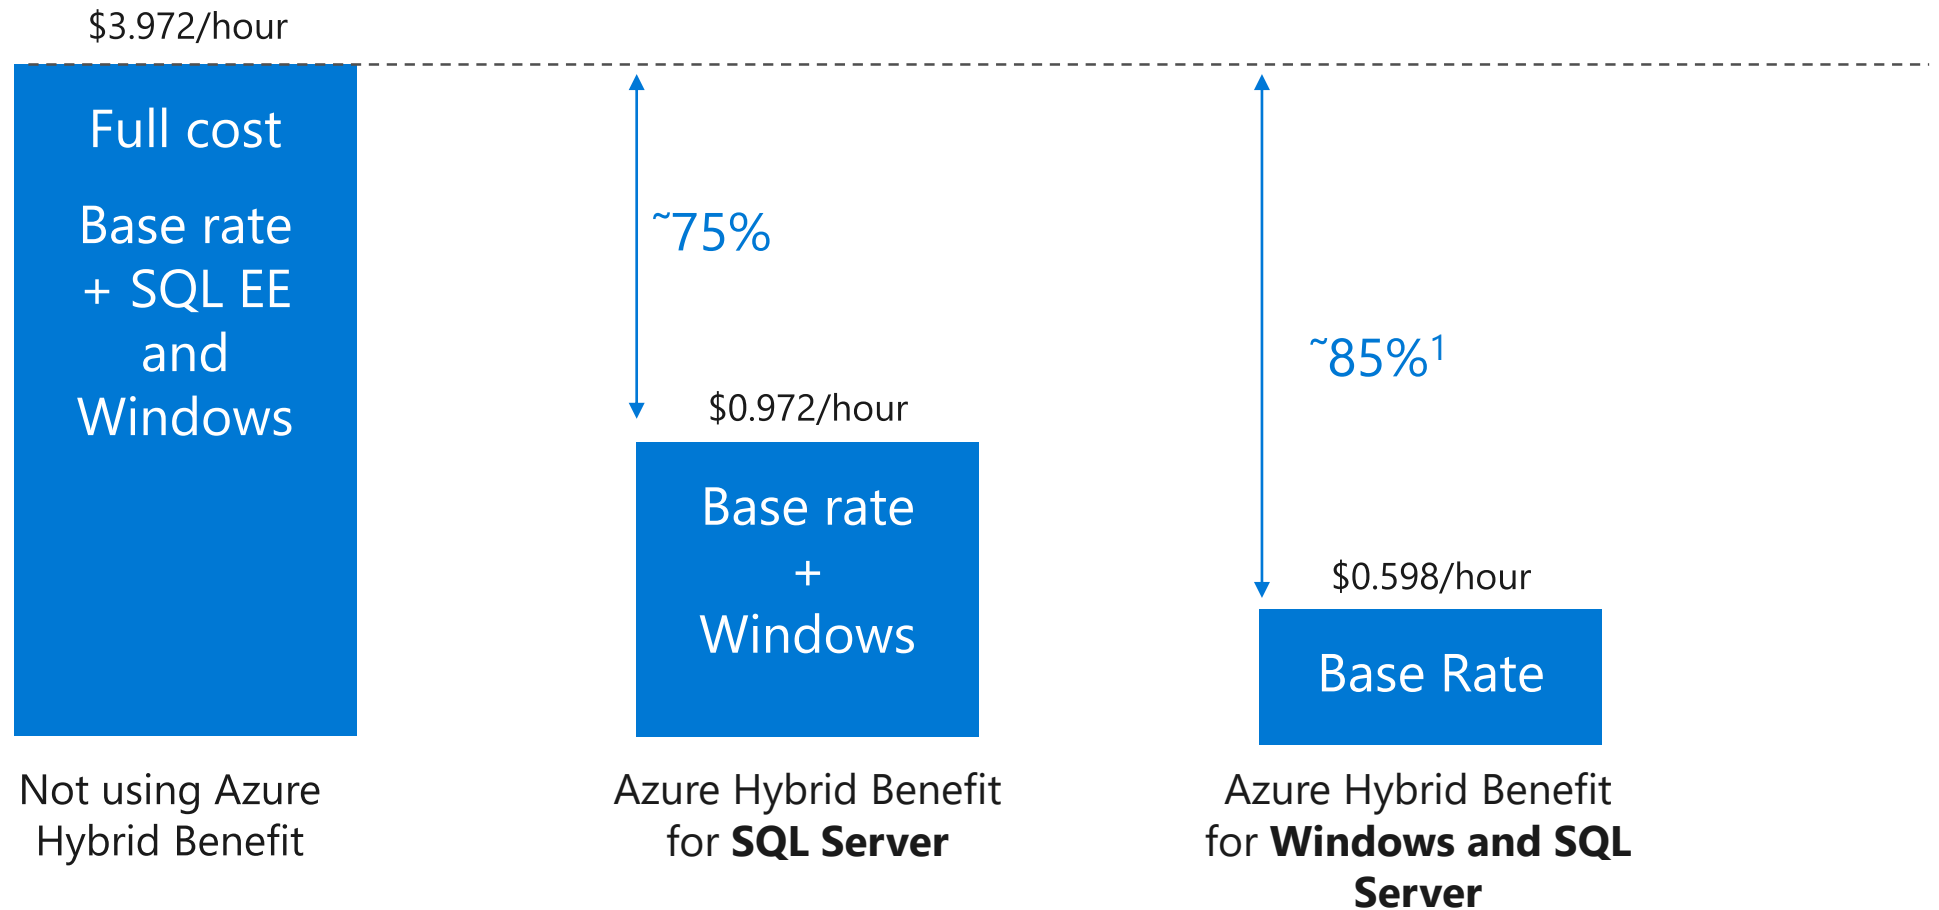 $3.972/hour
Full cost
Base rate
+ SQL EE
and
Windows
Not using Azure
Hybrid Benefit
~75%
$0.972/hour
Base rate
+
Windows
Azure Hybrid Benefit
for SQL Server
~85%¹
$0.598/hour
Base Rate
Azure Hybrid Benefit
for Windows and SQL
Server